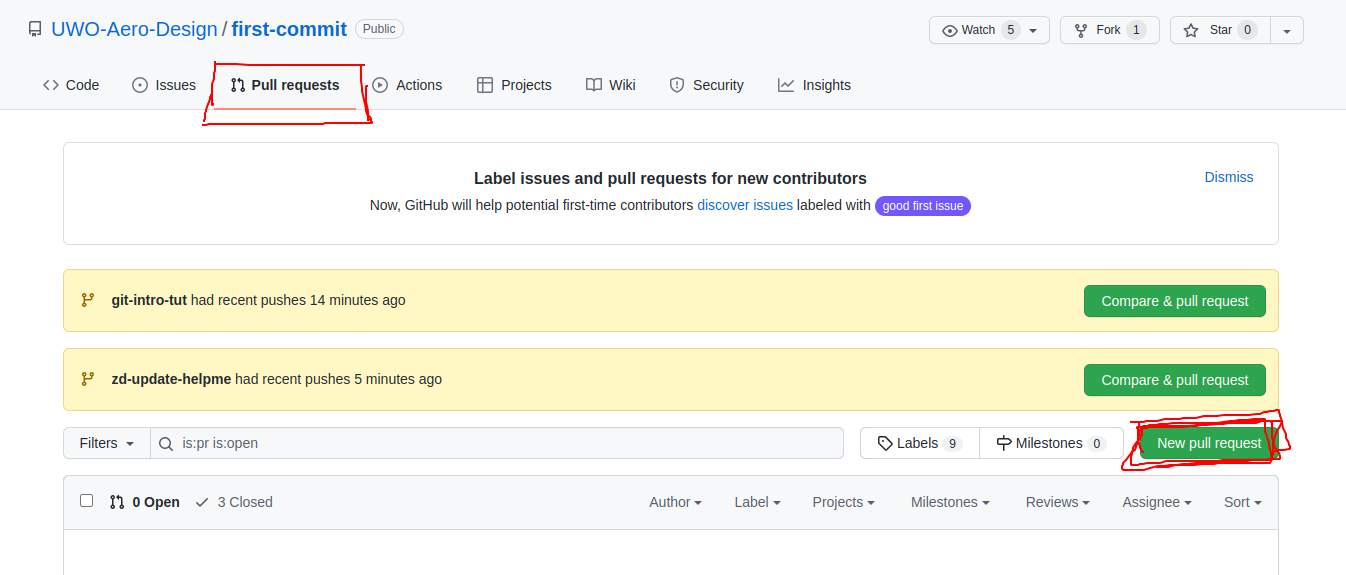 UWO-Aero-Design / first-commit Public Watch 5 Fork 1 Star 0
Code Issues Pull requests Actions Projects Wiki Security Insights
Label issues and pull requests for new contributors Dismiss
Now, GitHub will help potential first-time contributors discover issues labeled with good first issue
git-intro-tut had recent pushes 14 minutes ago Compare & pull request
zd-update-helpme had recent pushes 5 minutes ago Compare & pull request
Filters is:pr is:open Labels 9 Milestones 0 New pull request
0 Open 3 Closed Author Label Projects Milestones Reviews Assignee Sort